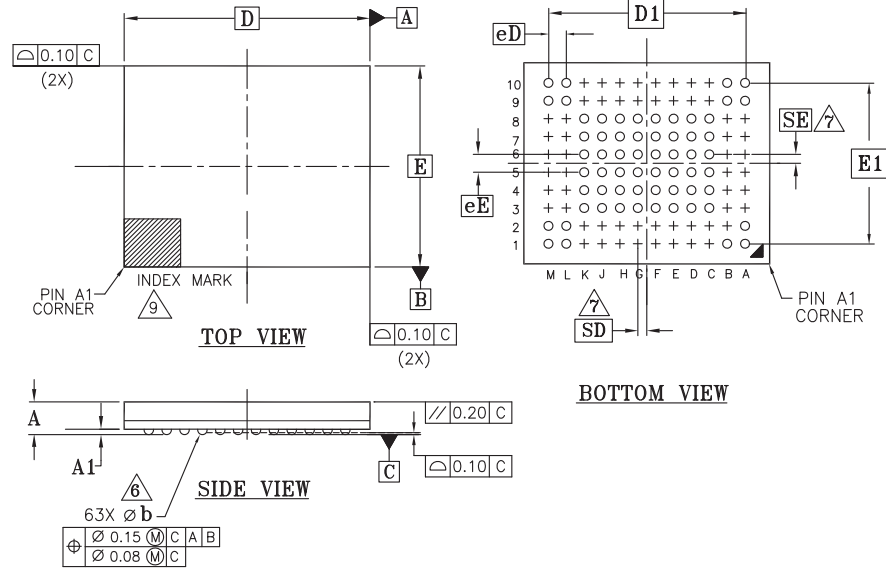 D
A
⌓ 0.10 C
(2X)
E
INDEX MARK
9
PIN A1
CORNER
B
TOP VIEW
⌓ 0.10 C
(2X)
D1
eD
10
9
8
7
6
5
4
3
2
1
SE 7
E1
eE
M L K J H G F E D C B A
7
SD
PIN A1
CORNER
BOTTOM VIEW
A
A1
// 0.20 C
C
⌓ 0.10 C
6
SIDE VIEW
63X ø b
⌖ ø 0.15 Ⓜ C A B
ø 0.08 Ⓜ C